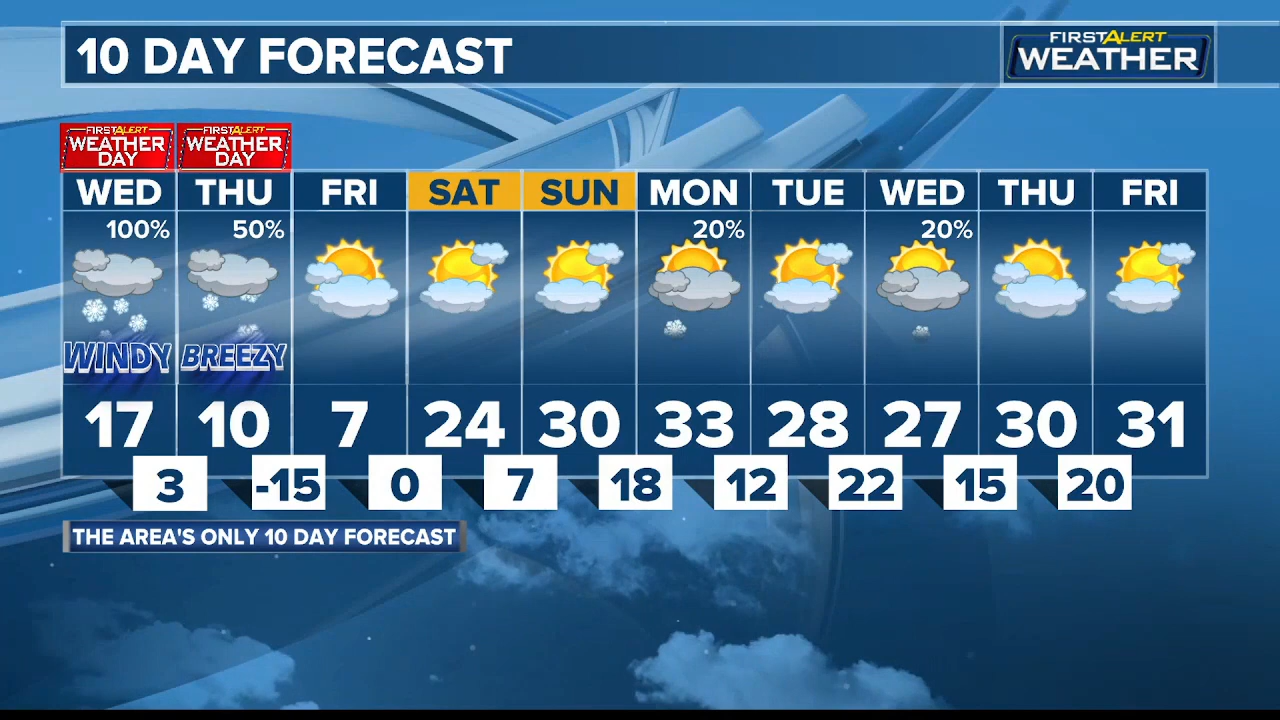 10 DAY FORECAST
FIRST ALERT
WEATHER
FIRST ALERT
WEATHER
DAY
FIRST ALERT
WEATHER
DAY
WED THU FRI SAT SUN MON TUE WED THU FRI
100% 50% 20% 20%
WINDY BREEZY
17 10 7 24 30 33 28 27 30 31
3 -15 0 7 18 12 22 15 20
THE AREA'S ONLY 10 DAY FORECAST